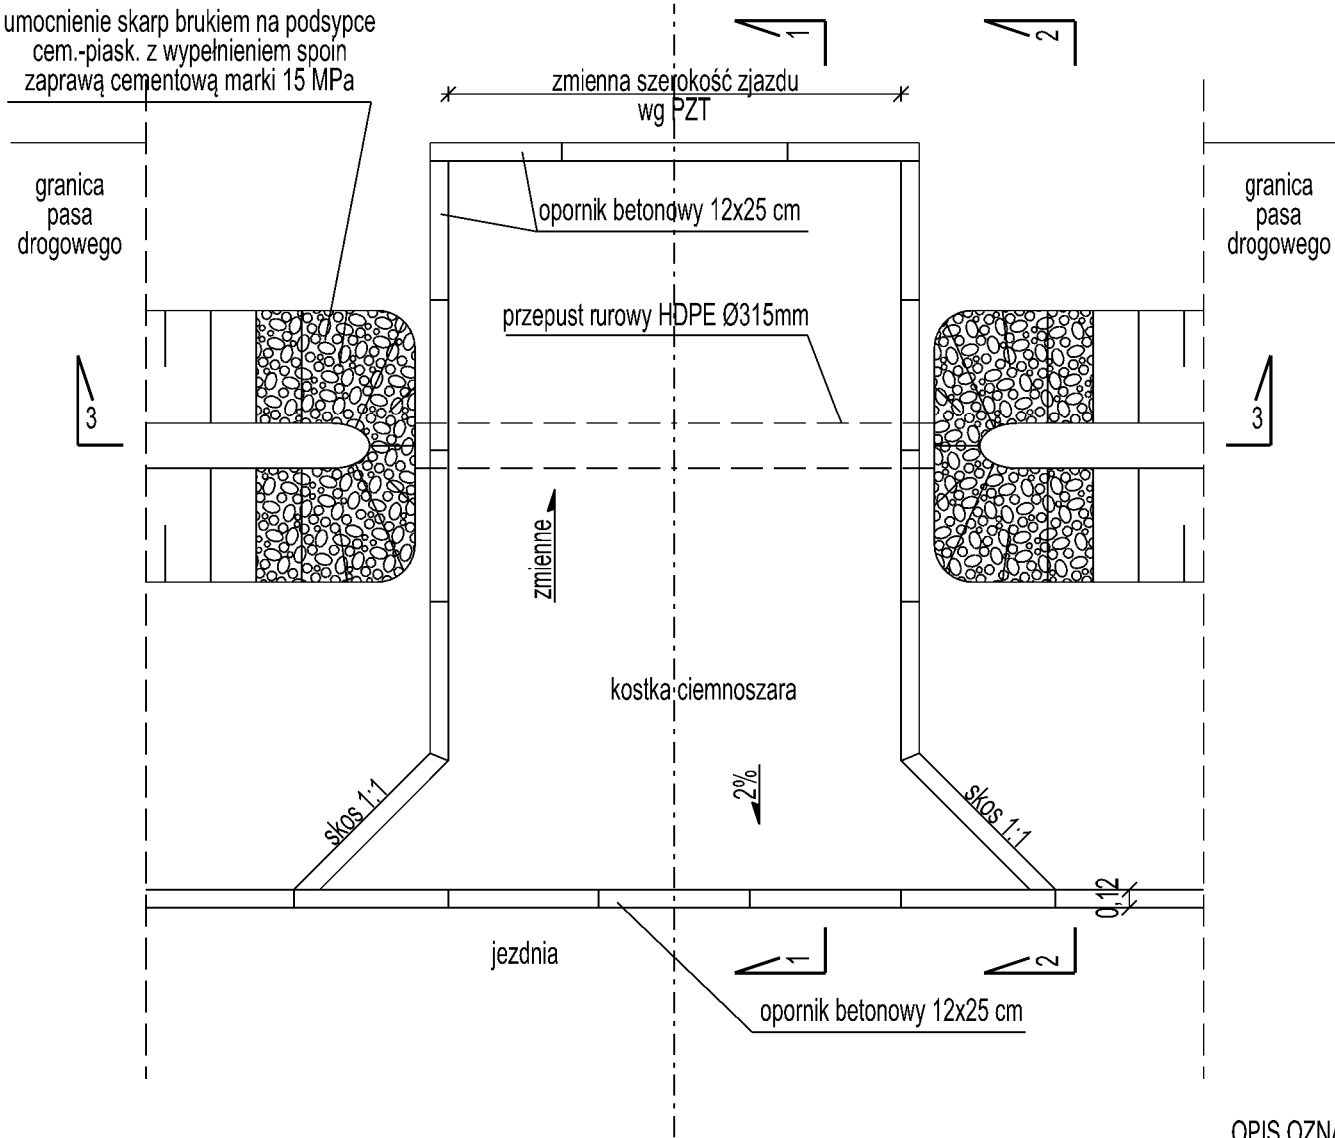 umocnienie skarp brukiem na podsypce
cem.-piask. z wypełnieniem spoin
zaprawą cementową marki 15 MPa
1
2
zmienna szerokość zjazdu
wg PZT
granica
pasa
drogowego
opornik betonowy 12x25 cm
granica
pasa
drogowego
przepust rurowy HDPE Ø315mm
3
3
zmienne
kostka ciemnoszara
2%
skos 1:1
skos 1:1
0,12
jezdnia
1
2
opornik betonowy 12x25 cm